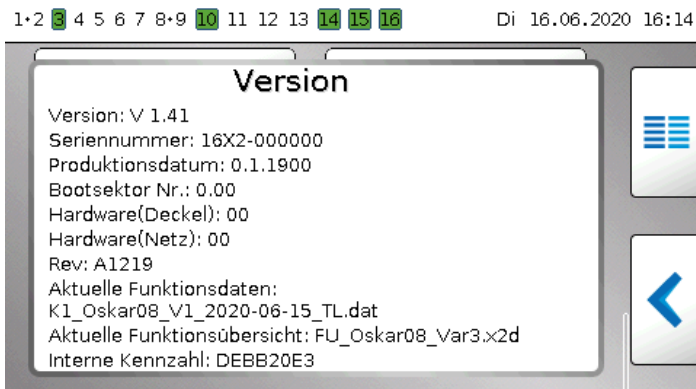 1•2 3 4 5 6 7 8•9 10 11 12 13 14 15 16 Di 16.06.2020 16:14
Version
Version: V 1.41
Seriennummer: 16X2-000000
Produktionsdatum: 0.1.1900
Bootsektor Nr.: 0.00
Hardware(Deckel): 00
Hardware(Netz): 00
Rev: A1219
Aktuelle Funktionsdaten:
K1_Oskar08_V1_2020-06-15_TL.dat
Aktuelle Funktionsübersicht: FU_Oskar08_Var3.x2d
Interne Kennzahl: DEBB20E3